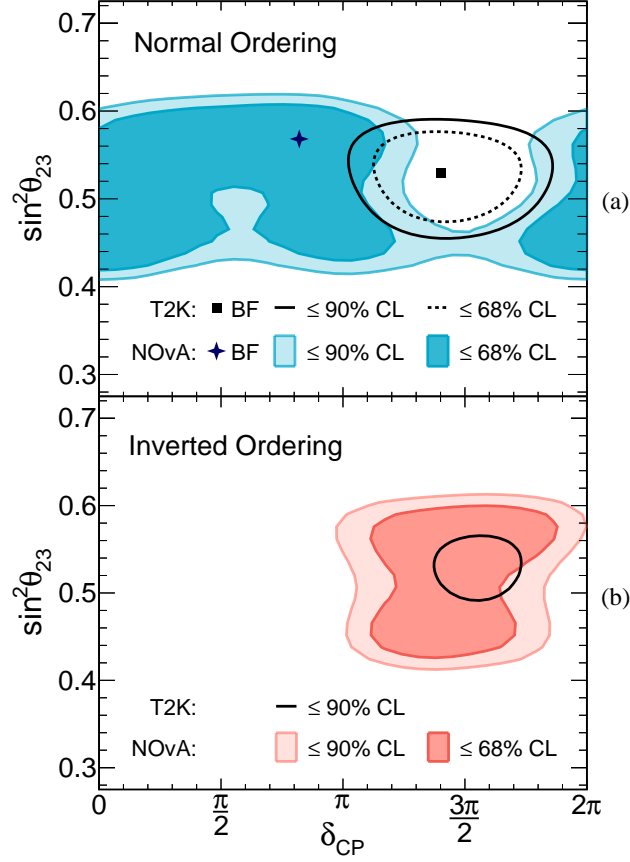 0.7
Normal Ordering
0.6
0.5
0.4
0.3
sin²θ₂₃
(a)
T2K: BF ≤ 90% CL ≤ 68% CL
NOvA: BF ≤ 90% CL ≤ 68% CL
0.7
Inverted Ordering
0.6
0.5
0.4
0.3
sin²θ₂₃
(b)
T2K: ≤ 90% CL
NOvA: ≤ 90% CL ≤ 68% CL
0 π/2 π 3π/2 2π
δCP